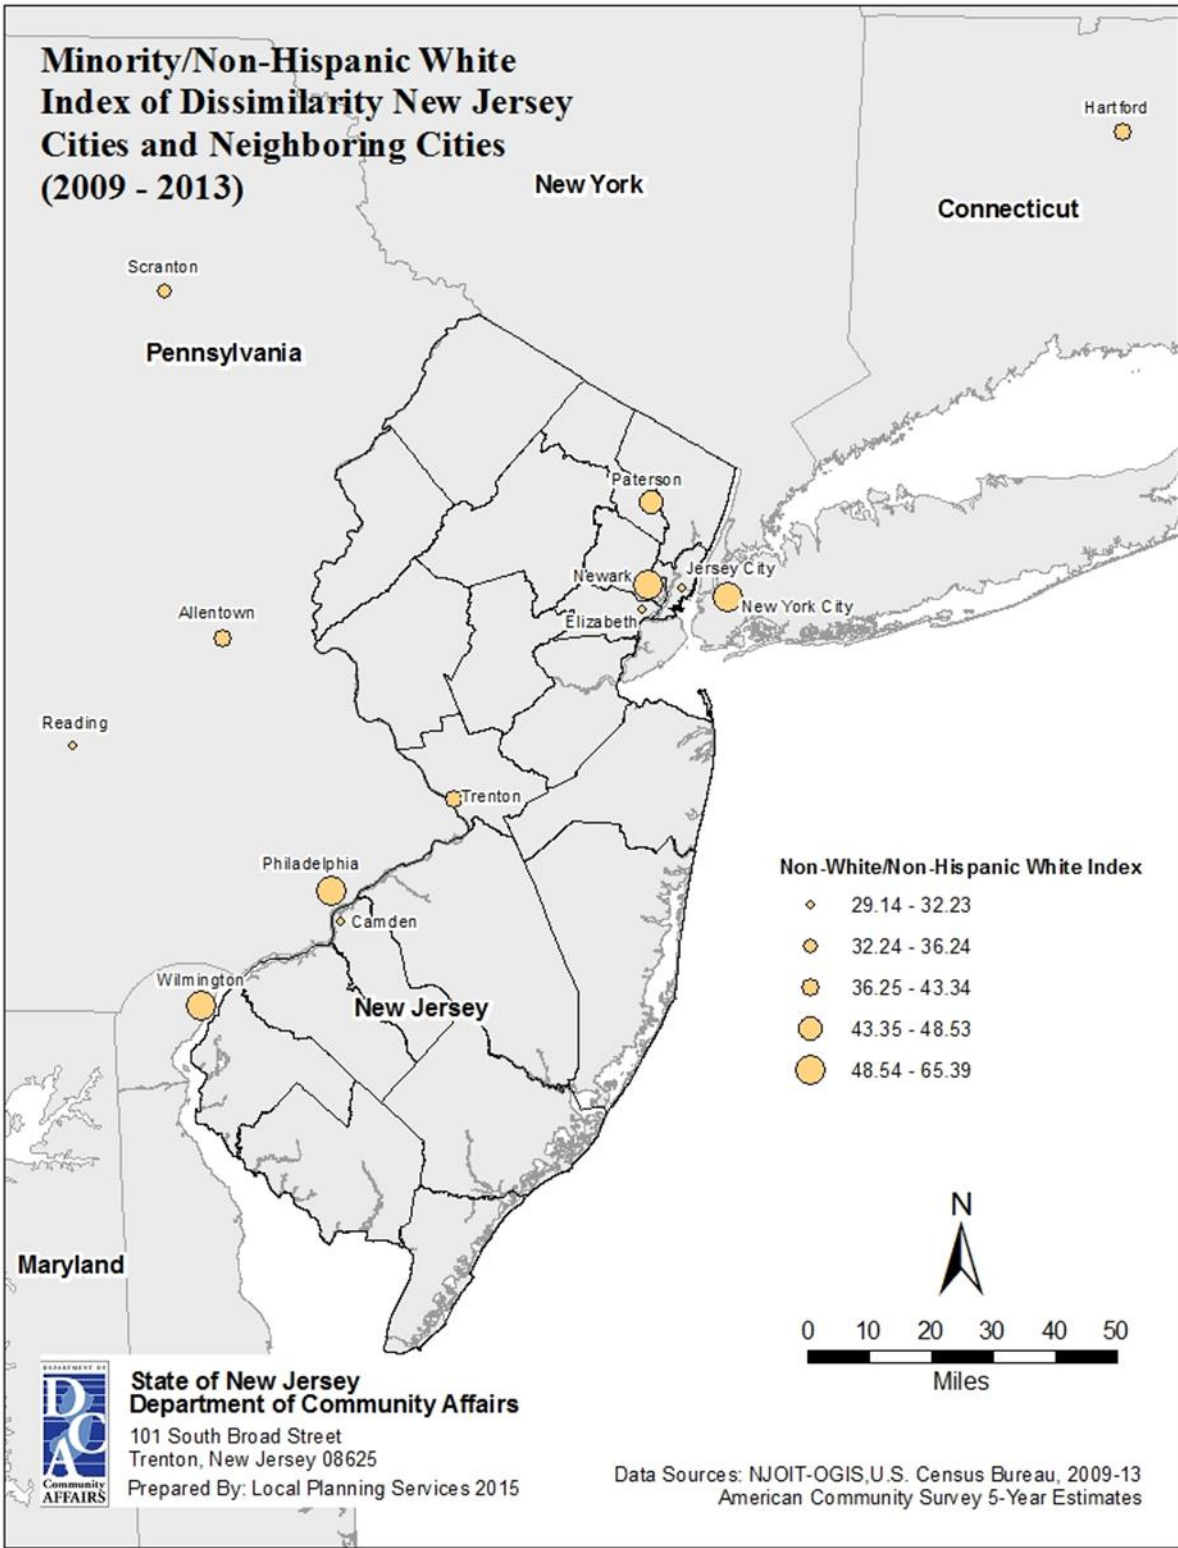 Minority/Non-Hispanic White
Index of Dissimilarity New Jersey
Cities and Neighboring Cities
(2009 - 2013)
Hartford
New York
Connecticut
Scranton
Pennsylvania
Paterson
Newark
Jersey City
New York City
Elizabeth
Allentown
Reading
Trenton
Philadelphia
Camden
Wilmington
New Jersey
Maryland
Non-White/Non-Hispanic White Index
29.14 - 32.23
32.24 - 36.24
36.25 - 43.34
43.35 - 48.53
48.54 - 65.39
N
0 10 20 30 40 50
Miles
DEPARTMENT OF
DCA
Community
AFFAIRS
State of New Jersey
Department of Community Affairs
101 South Broad Street
Trenton, New Jersey 08625
Prepared By: Local Planning Services 2015
Data Sources: NJOIT-OGIS,U.S. Census Bureau, 2009-13
American Community Survey 5-Year Estimates